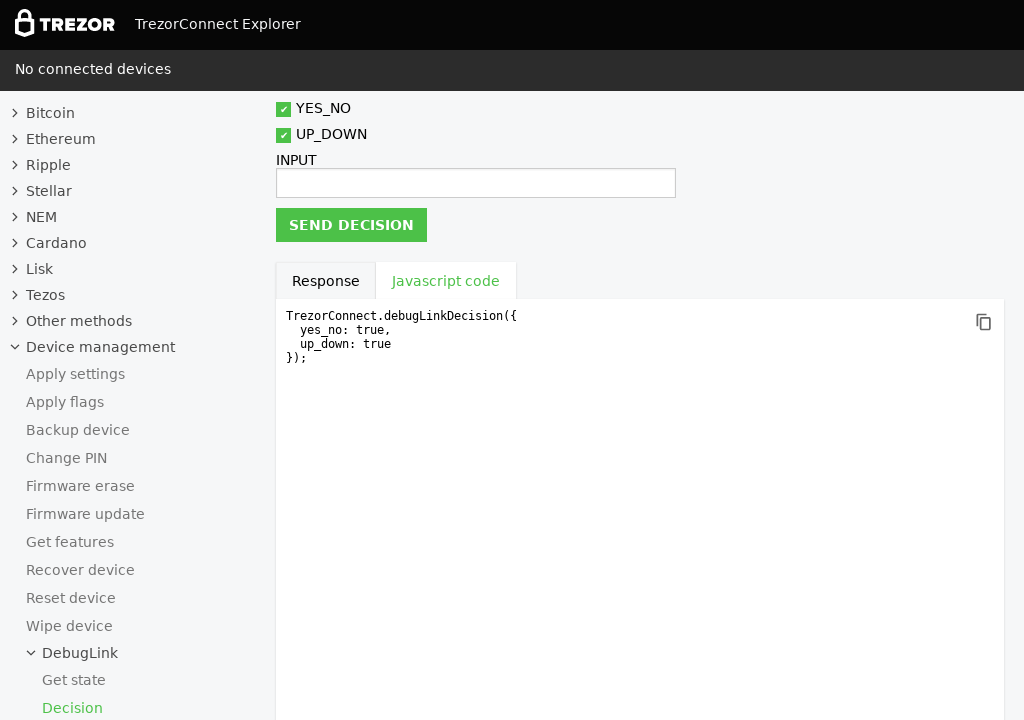 TREZOR TrezorConnect Explorer
No connected devices
Bitcoin
Ethereum
Ripple
Stellar
NEM
Cardano
Lisk
Tezos
Other methods
Device management
Apply settings
Apply flags
Backup device
Change PIN
Firmware erase
Firmware update
Get features
Recover device
Reset device
Wipe device
DebugLink
Get state
Decision
YES_NO
UP_DOWN
INPUT
SEND DECISION
Response Javascript code
TrezorConnect.debugLinkDecision({
  yes_no: true,
  up_down: true
});